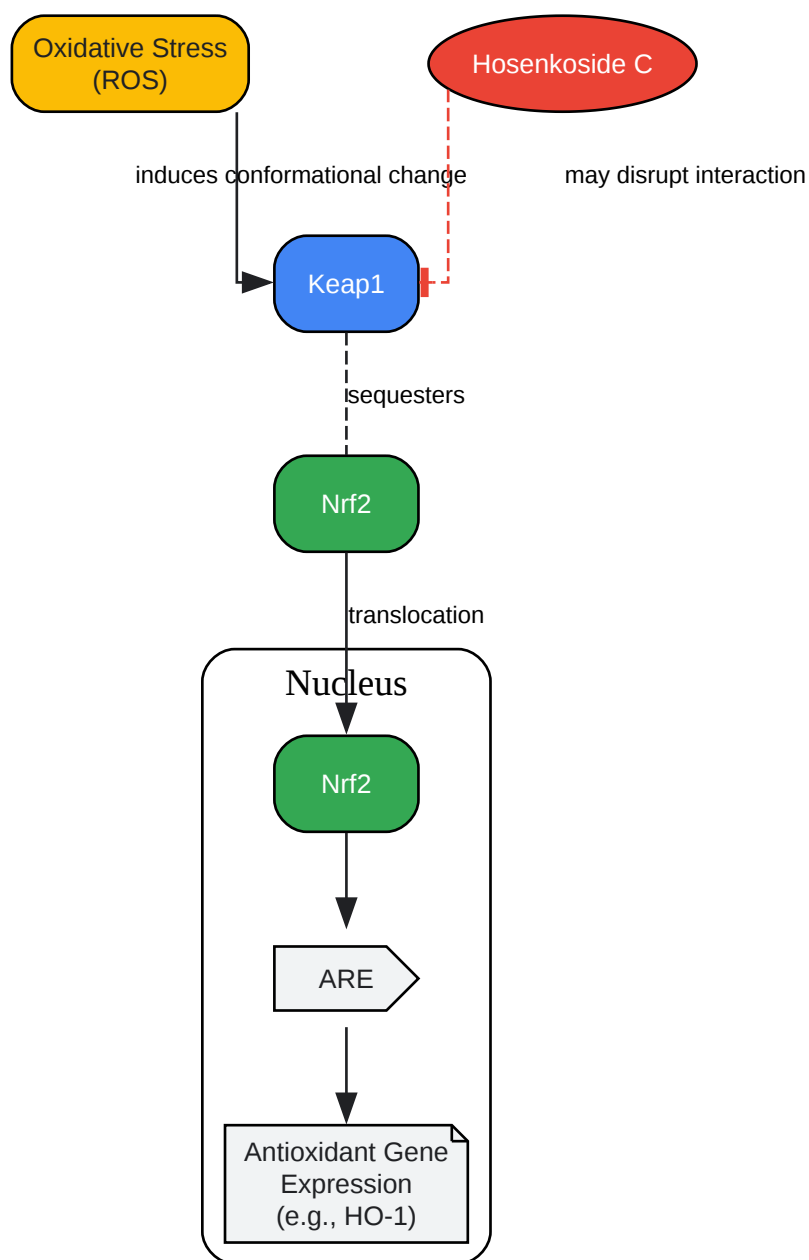 Oxidative Stress
(ROS)
Hosenkoside C
induces conformational change
may disrupt interaction
Keap1
sequesters
Nrf2
translocation
Nucleus
Nrf2
ARE
Antioxidant Gene
Expression
(e.g., HO-1)